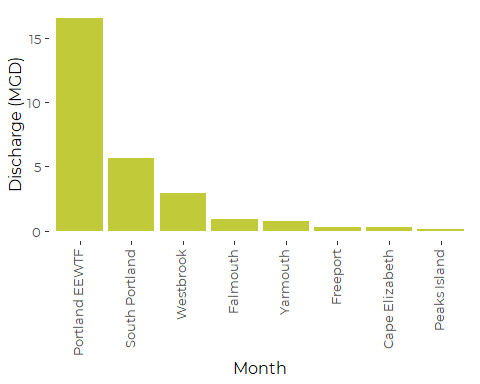 Discharge (MGD)
15
10
5
0
Portland EEWTF
South Portland
Westbrook
Falmouth
Yarmouth
Freeport
Cape Elizabeth
Peaks Island
Month